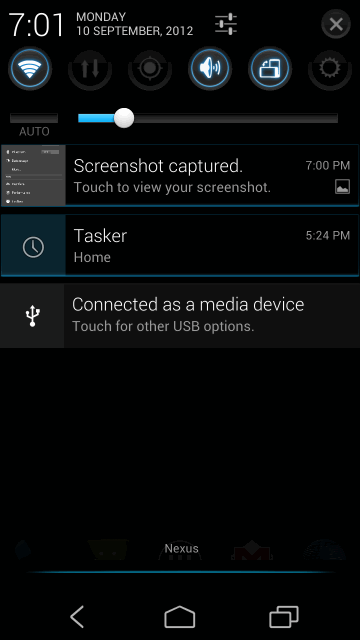 7:01
MONDAY
10 SEPTEMBER, 2012
AUTO
Screenshot captured.
7:00 PM
Touch to view your screenshot.
Tasker
5:24 PM
Home
Connected as a media device
Touch for other USB options.
Nexus